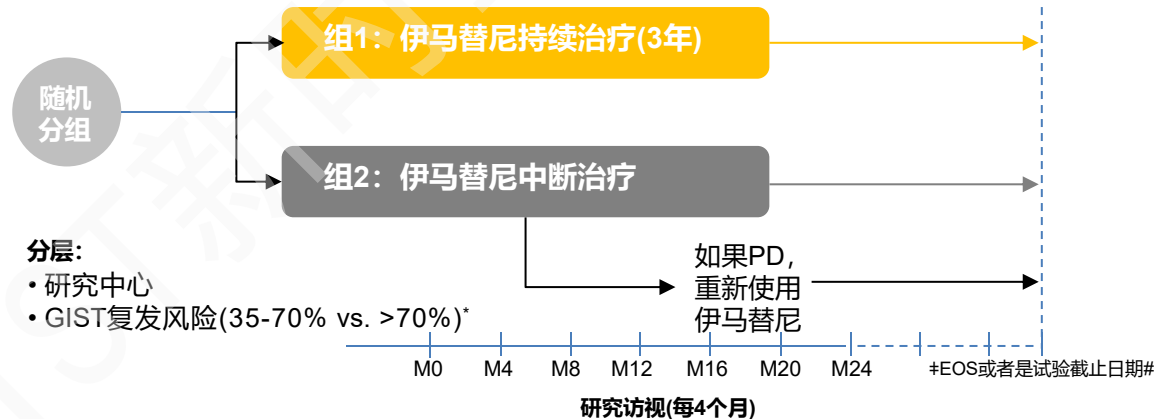 组1：伊马替尼持续治疗(3年)
随机
分组
组2：伊马替尼中断治疗
分层：
• 研究中心
• GIST复发风险(35-70% vs. >70%)*
如果PD，
重新使用
伊马替尼
M0 M4 M8 M12 M16 M20 M24 ‡EOS或者是试验截止日期#
研究访视(每4个月)